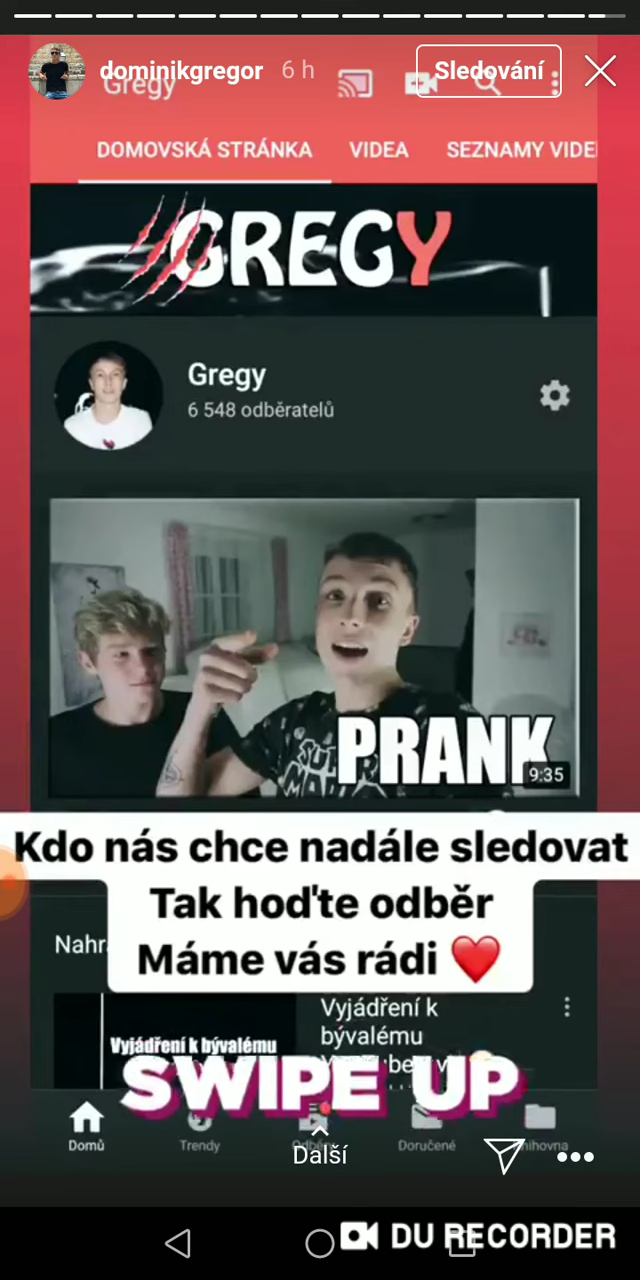 dominikgregor 6 h Sledování
Gregy
DOMOVSKÁ STRÁNKA VIDEA SEZNAMY VIDE
GREGY
Gregy
6 548 odběratelů
PRANK
9:35
Kdo nás chce nadále sledovat
Tak hoďte odběr
Máme vás rádi ❤️
Nahr
Vyjádření k
bývalému
Vyjádření k bývalému
SWIPE UP
Domů Trendy Doručené
Další
DU RECORDER